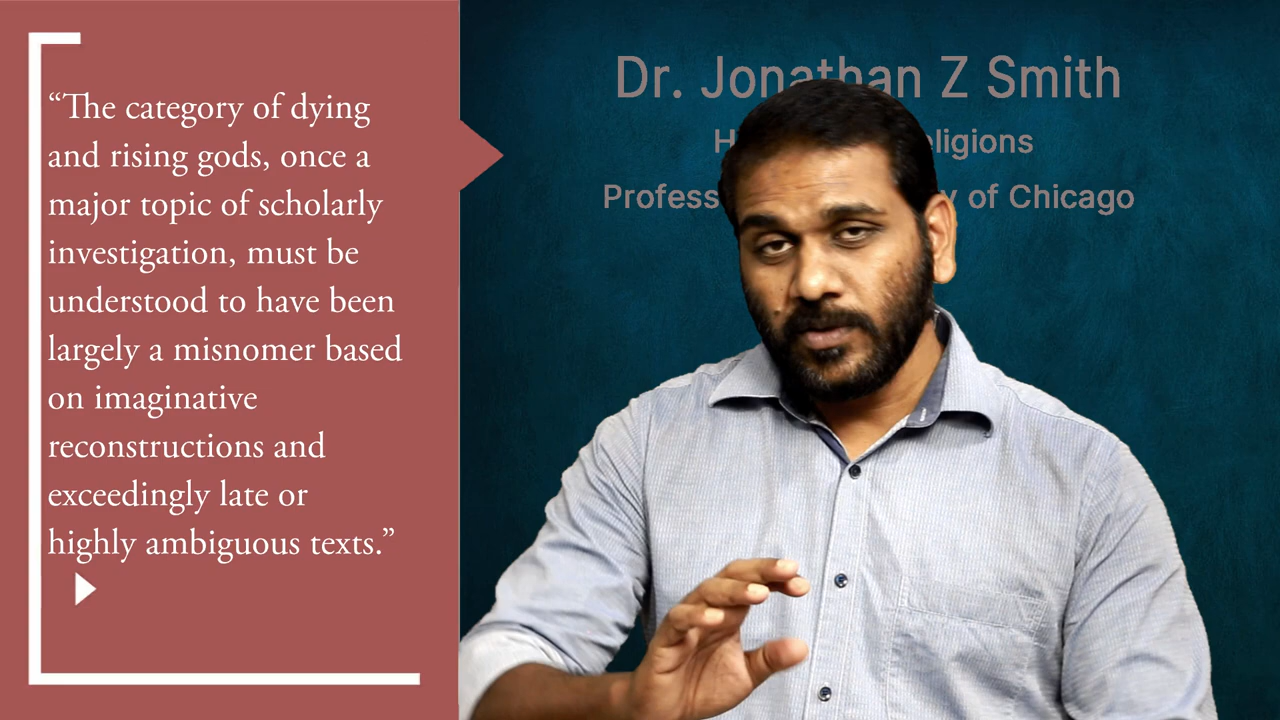 “The category of dying
and rising gods, once a
major topic of scholarly
investigation, must be
understood to have been
largely a misnomer based
on imaginative
reconstructions and
exceedingly late or
highly ambiguous texts.”
Dr. Jonathan Z Smith
of Chicago